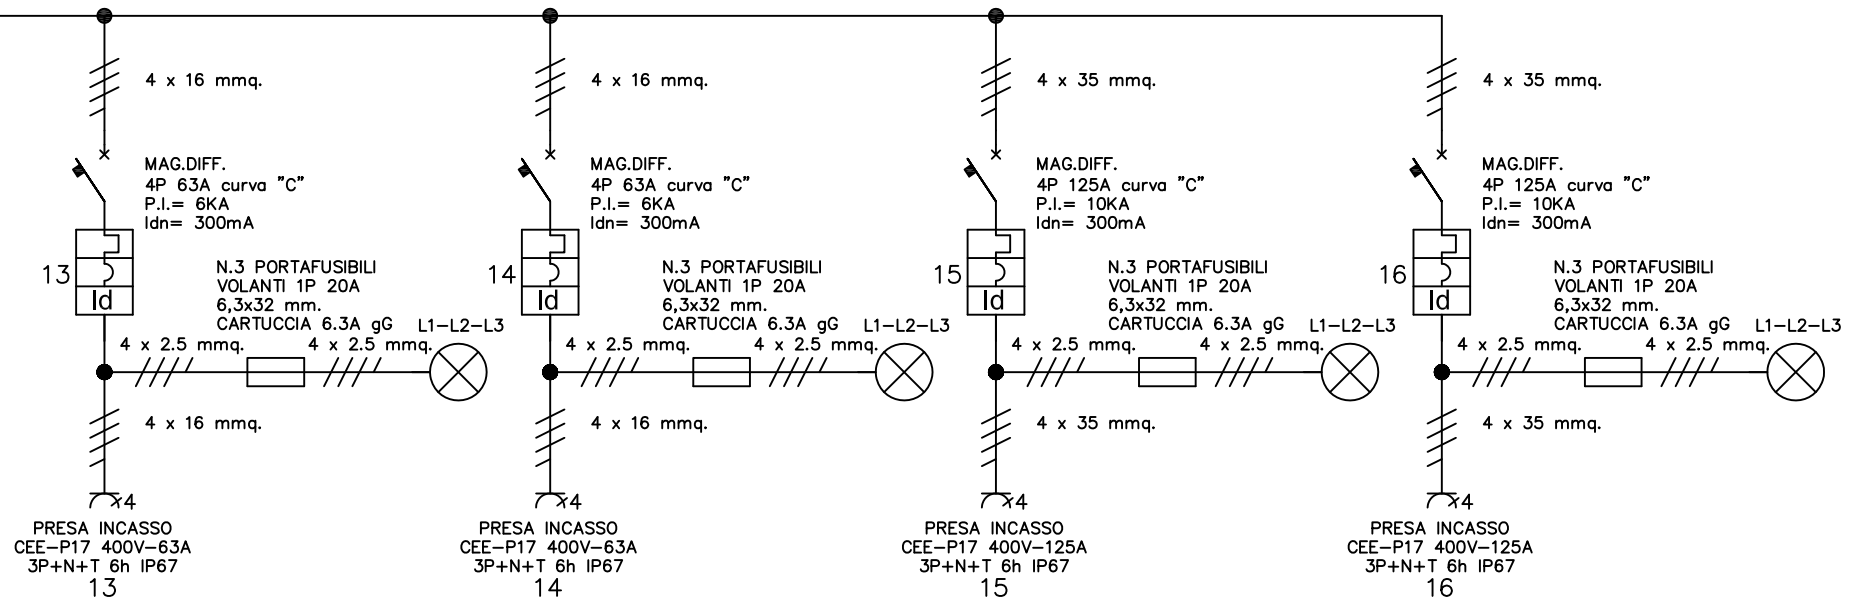 4 x 16 mmq.
MAG.DIFF.
4P 63A curva "C"
P.I.= 6KA
Idn= 300mA
13
Id
N.3 PORTAFUSIBILI
VOLANTI 1P 20A
6,3x32 mm.
CARTUCCIA 6.3A gG
L1-L2-L3
4 x 2.5 mmq.
4 x 2.5 mmq.
4 x 16 mmq.
4
PRESA INCASSO
CEE-P17 400V-63A
3P+N+T 6h IP67
13
4 x 16 mmq.
MAG.DIFF.
4P 63A curva "C"
P.I.= 6KA
Idn= 300mA
14
Id
N.3 PORTAFUSIBILI
VOLANTI 1P 20A
6,3x32 mm.
CARTUCCIA 6.3A gG
L1-L2-L3
4 x 2.5 mmq.
4 x 2.5 mmq.
4 x 16 mmq.
4
PRESA INCASSO
CEE-P17 400V-63A
3P+N+T 6h IP67
14
4 x 35 mmq.
MAG.DIFF.
4P 125A curva "C"
P.I.= 10KA
Idn= 300mA
15
Id
N.3 PORTAFUSIBILI
VOLANTI 1P 20A
6,3x32 mm.
CARTUCCIA 6.3A gG
L1-L2-L3
4 x 2.5 mmq.
4 x 2.5 mmq.
4 x 35 mmq.
4
PRESA INCASSO
CEE-P17 400V-125A
3P+N+T 6h IP67
15
4 x 35 mmq.
MAG.DIFF.
4P 125A curva "C"
P.I.= 10KA
Idn= 300mA
16
Id
N.3 PORTAFUSIBILI
VOLANTI 1P 20A
6,3x32 mm.
CARTUCCIA 6.3A gG
L1-L2-L3
4 x 2.5 mmq.
4 x 2.5 mmq.
4 x 35 mmq.
4
PRESA INCASSO
CEE-P17 400V-125A
3P+N+T 6h IP67
16